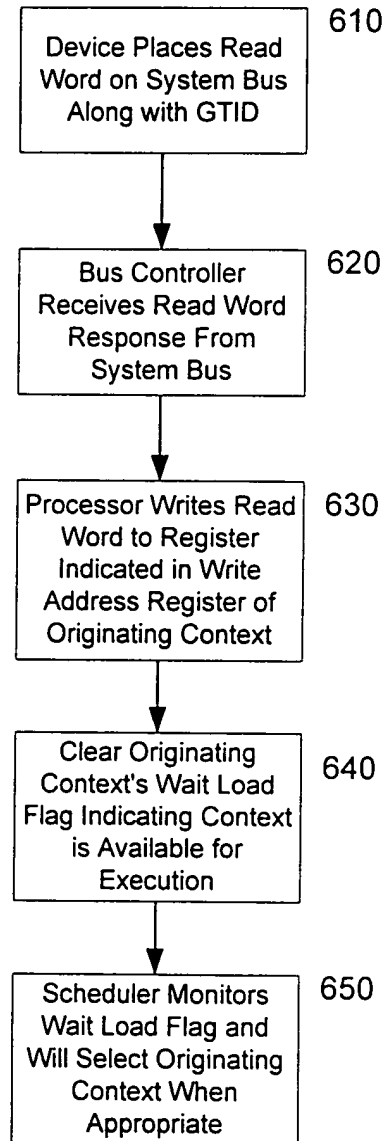 610
Device Places Read
Word on System Bus
Along with GTID
620
Bus Controller
Receives Read Word
Response From
System Bus
630
Processor Writes Read
Word to Register
Indicated in Write
Address Register of
Originating Context
640
Clear Originating
Context's Wait Load
Flag Indicating Context
is Available for
Execution
650
Scheduler Monitors
Wait Load Flag and
Will Select Originating
Context When
Appropriate